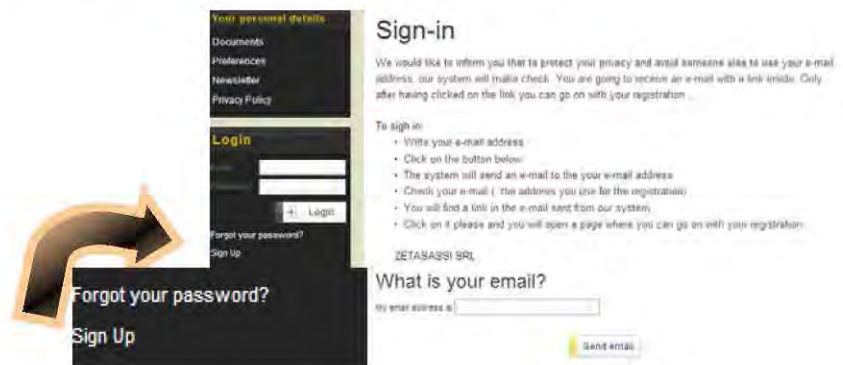 Your personal details
Documents
Preferences
Newsletter
Privacy Policy
Login
Login
Forgot your password?
Sign Up
Forgot your password?
Sign Up
Sign-in
We would like to inform you that to protect your privacy and avoid someone else to use your e-mail
address, our system will make check. You are going to receive an e-mail with a link inside. Only
after having clicked on the link you can go on with your registration
To sigh in:
• Write your e-mail address
• Click on the button below
• The system will send an e-mail to the your e-mail address
• Check your e-mail ( the address you use for the registration)
• You will find a link in the e-mail sent from our system
• Click on it please and you will open a page where you can go on with your registration.
ZETASASSI SRL
What is your email?
My email address is
Send email